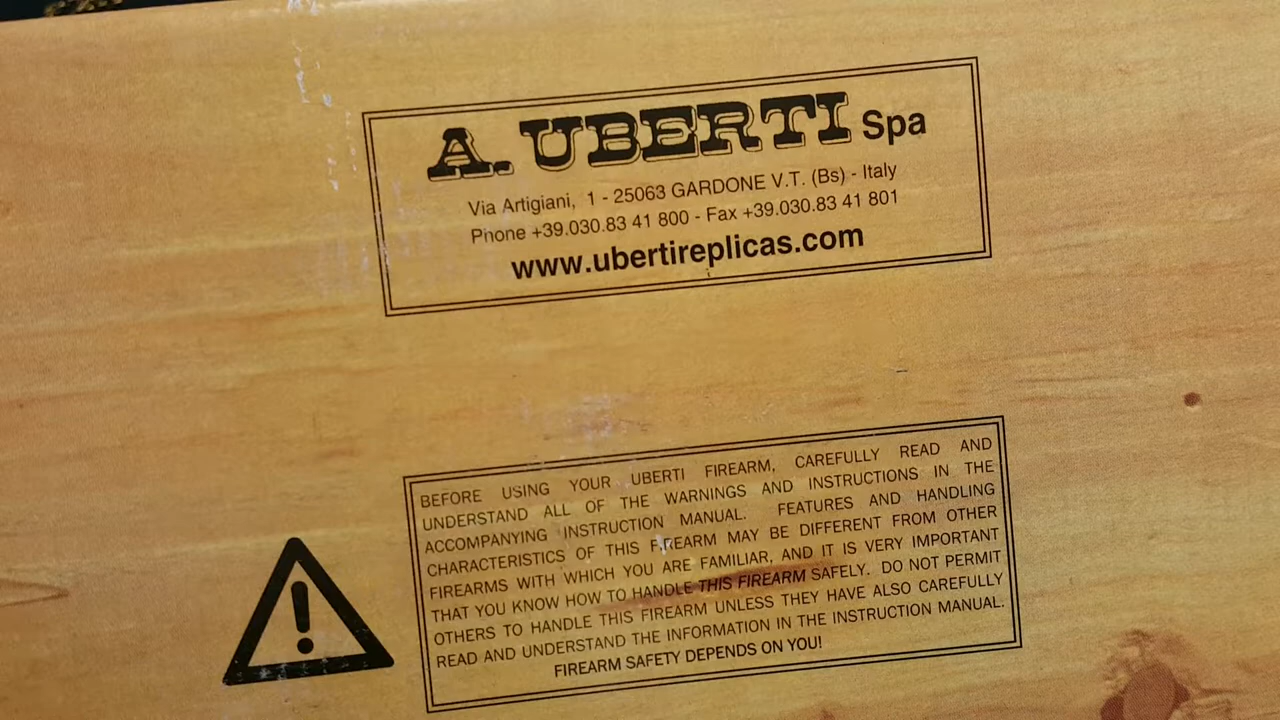 A. UBERTI Spa
Via Artigiani, 1 - 25063 GARDONE V.T. (Bs) - Italy
Phone +39.030.83 41 800 - Fax +39.030.83 41 801
www.ubertireplicas.com
BEFORE USING YOUR UBERTI FIREARM, CAREFULLY READ AND
UNDERSTAND ALL OF THE WARNINGS AND INSTRUCTIONS IN THE
ACCOMPANYING INSTRUCTION MANUAL. FEATURES AND HANDLING
CHARACTERISTICS OF THIS FIREARM MAY BE DIFFERENT FROM OTHER
FIREARMS WITH WHICH YOU ARE FAMILIAR, AND IT IS VERY IMPORTANT
THAT YOU KNOW HOW TO HANDLE THIS FIREARM SAFELY. DO NOT PERMIT
OTHERS TO HANDLE THIS FIREARM UNLESS THEY HAVE ALSO CAREFULLY
READ AND UNDERSTAND THE INFORMATION IN THE INSTRUCTION MANUAL.
FIREARM SAFETY DEPENDS ON YOU!